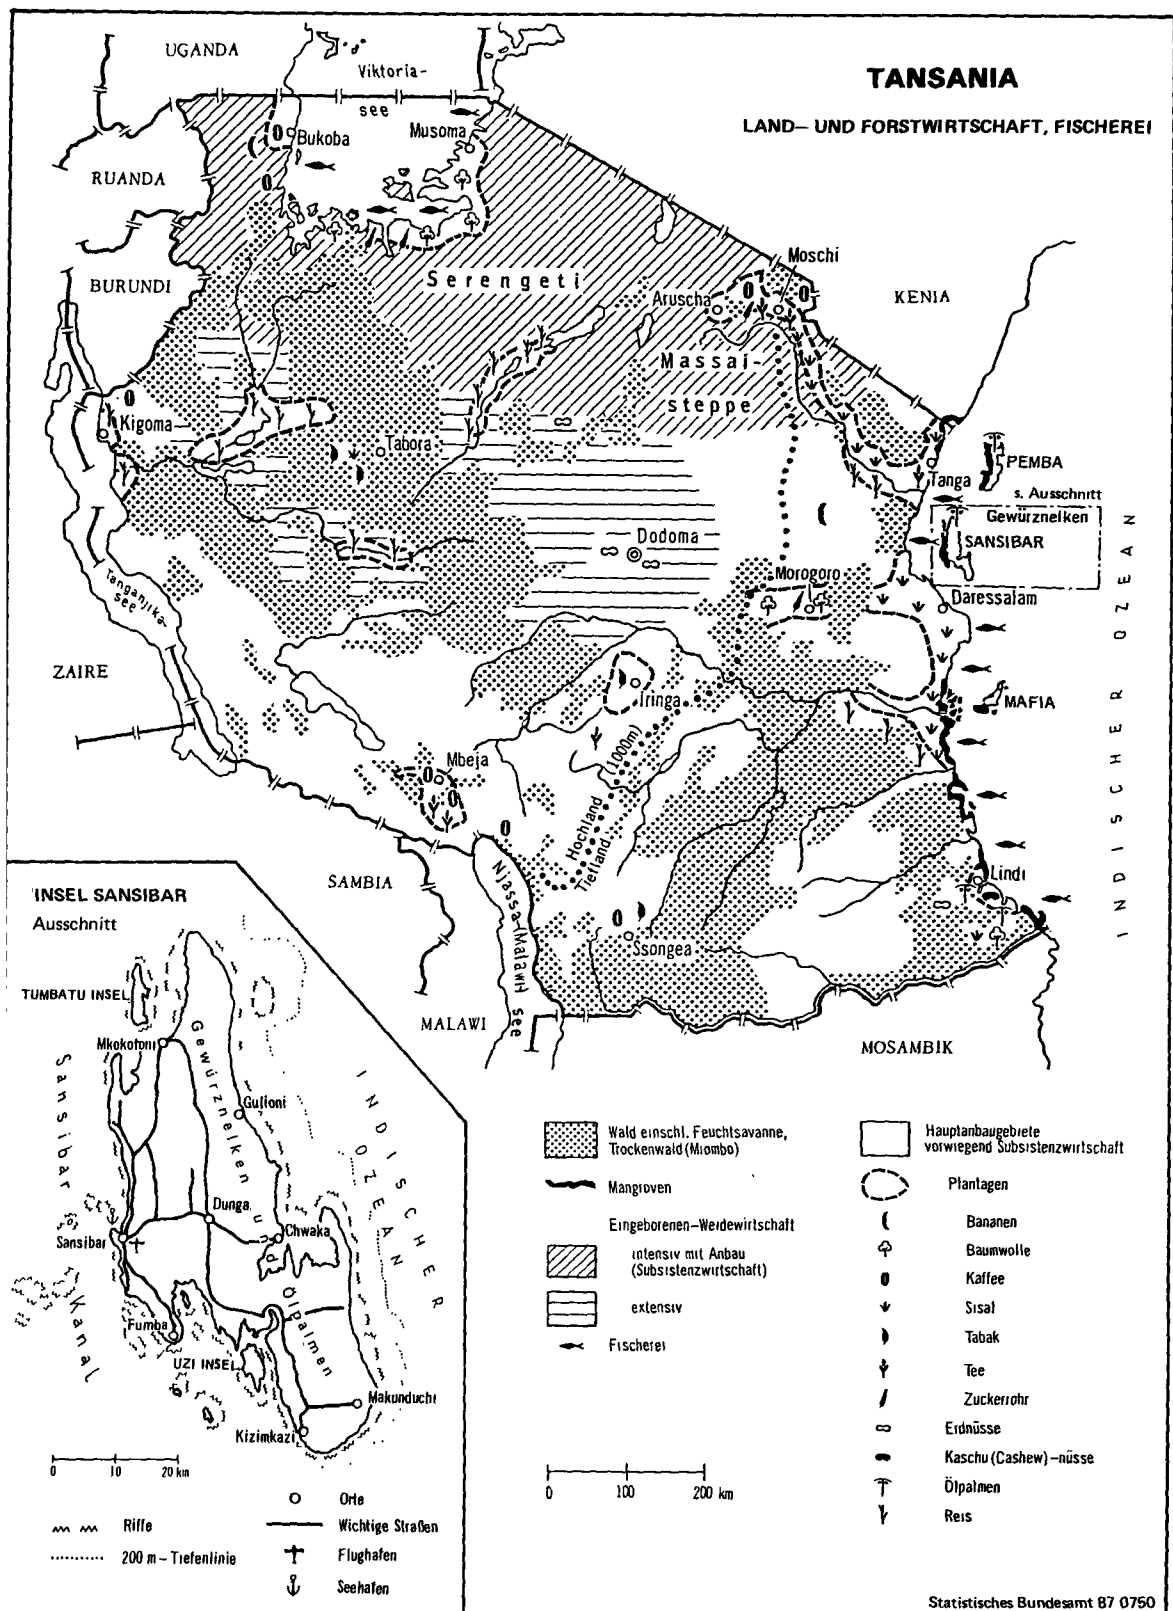 TANSANIA
LAND- UND FORSTWIRTSCHAFT, FISCHEREI
UGANDA
Viktoria-
see
Bukoba
Musoma
RUANDA
BURUNDI
Serengeti
Moschi
Aruscha
KENIA
Massai-
steppe
Kigoma
Tabora
Tanga
PEMBA
s. Ausschnitt
Gewürznelken
SANSIBAR
Dodoma
Morogoro
Daressalam
Tanganjika-
see
ZAIRE
Iringa
MAFIA
INDISCHER OZEAN
Mbeja
(1000m)
Hochland
Tiefland
Lindi
SAMBIA
Njassa-(Malawi)
see
Ssongea
MALAWI
MOSAMBIK
INSEL SANSIBAR
Ausschnitt
TUMBATU INSEL
Mkokotoni
Gewürznelken und Ölpalmen
Gulioni
Sansibar
Kanal
INDISCHER
OZEAN
Dunga
Chwaka
Sansibar
Fumba
UZI INSEL
Makunduchi
Kizimkazi
0 10 20 km
Orte
Riffe
Wichtige Straßen
200 m-Tiefenlinie
Flughafen
Seehafen
Wald einschl. Feuchtsavanne,
Trockenwald (Miombo)
Mangroven
Eingeborenen-Weidewirtschaft
intensiv mit Anbau
(Subsistenzwirtschaft)
extensiv
Fischerei
0 100 200 km
Hauptanbaugebiete
vorwiegend Subsistenzwirtschaft
Plantagen
Bananen
Baumwolle
Kaffee
Sisal
Tabak
Tee
Zuckerrohr
Erdnüsse
Kaschu (Cashew)-nüsse
Ölpalmen
Reis
Statistisches Bundesamt 87 0750